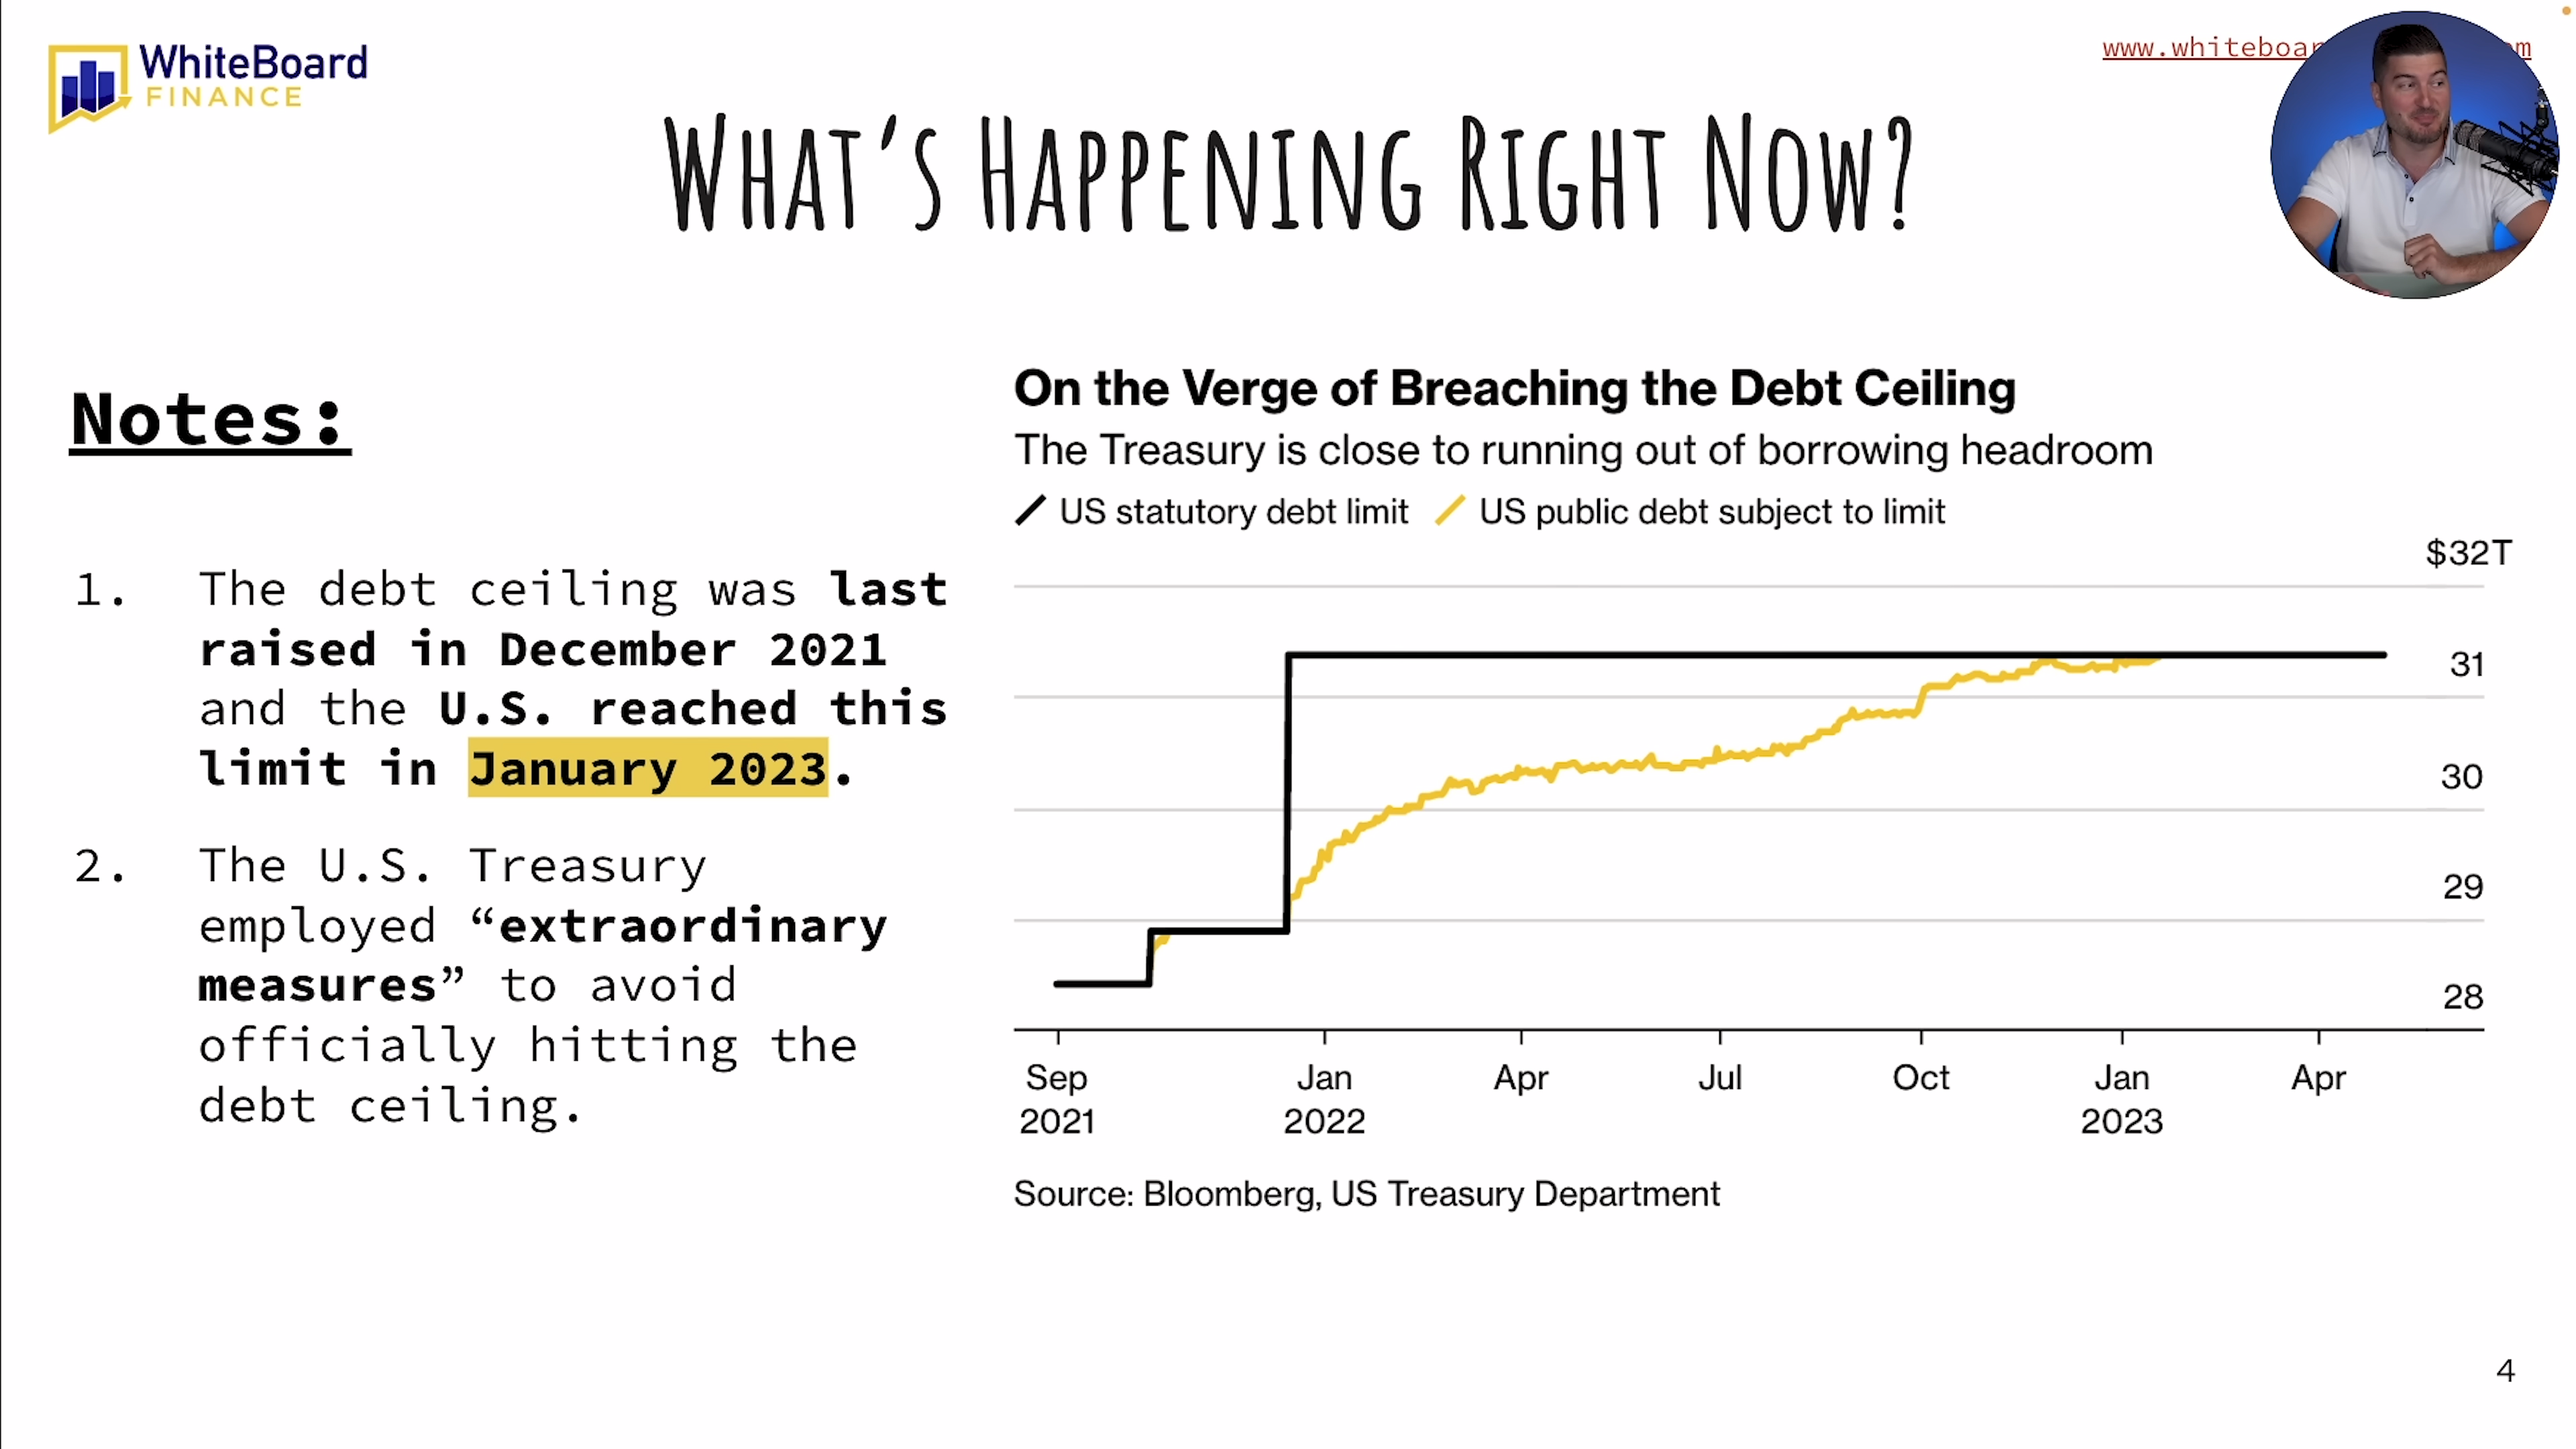 WhiteBoard
FINANCE
What's Happening Right Now?
Notes:
1. The debt ceiling was last
raised in December 2021
and the U.S. reached this
limit in January 2023.
2. The U.S. Treasury
employed “extraordinary
measures” to avoid
officially hitting the
debt ceiling.
On the Verge of Breaching the Debt Ceiling
The Treasury is close to running out of borrowing headroom
US statutory debt limit US public debt subject to limit
$32T
31
30
29
28
Sep Jan Apr Jul Oct Jan Apr
2021 2022 2023
Source: Bloomberg, US Treasury Department
4